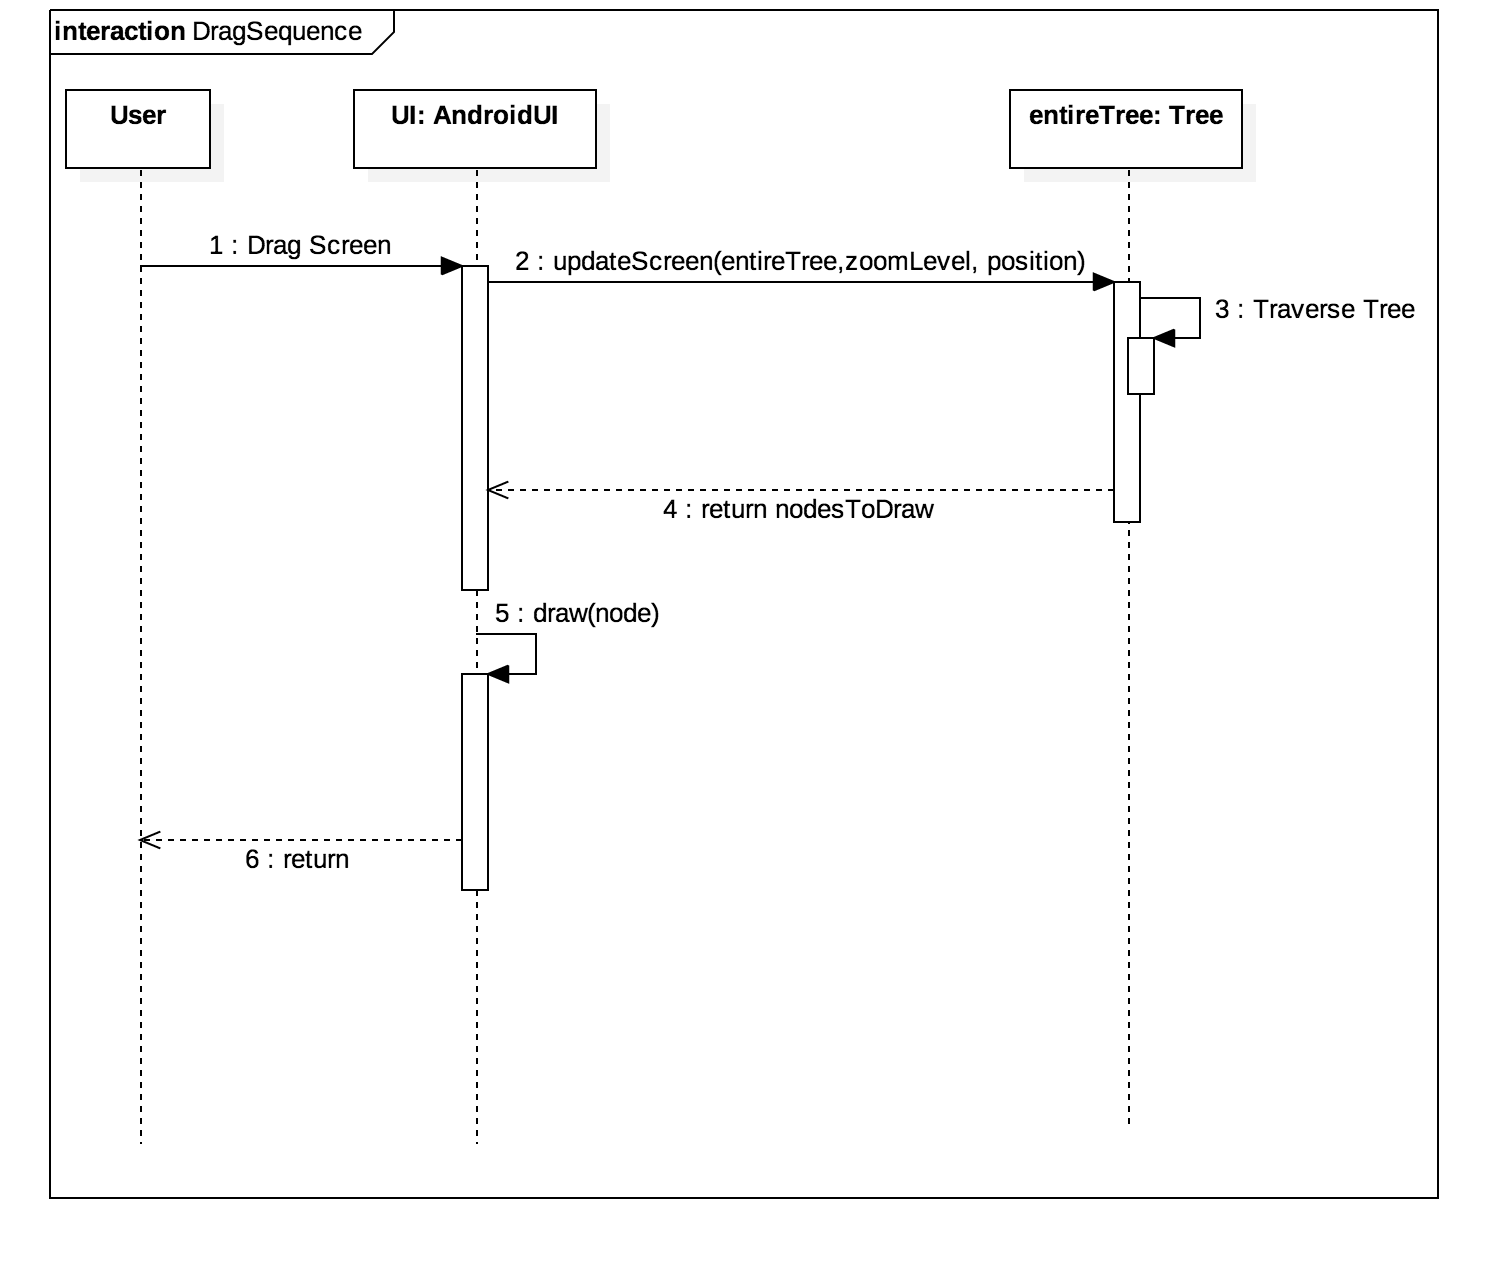 interaction DragSequence
User
UI: AndroidUI
entireTree: Tree
1 : Drag Screen
2 : updateScreen(entireTree,zoomLevel, position)
3 : Traverse Tree
4 : return nodesToDraw
5 : draw(node)
6 : return